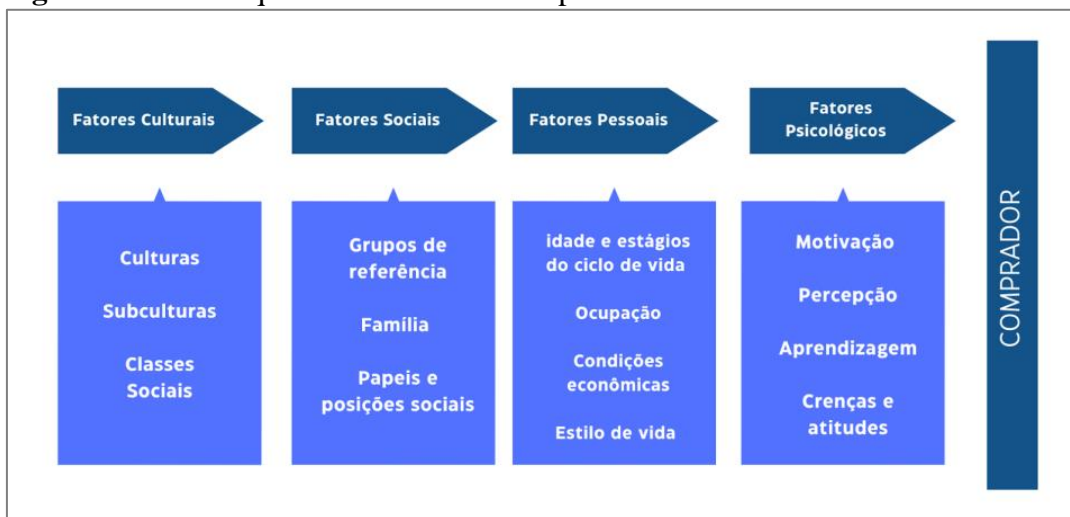 Fatores Culturais
Culturas
Subculturas
Classes
Sociais
Fatores Sociais
Grupos de
referência
Família
Papeis e
posições sociais
Fatores Pessoais
idade e estágios
do ciclo de vida
Ocupação
Condições
econômicas
Estilo de vida
Fatores
Psicológicos
Motivação
Percepção
Aprendizagem
Crenças e
atitudes
COMPRADOR